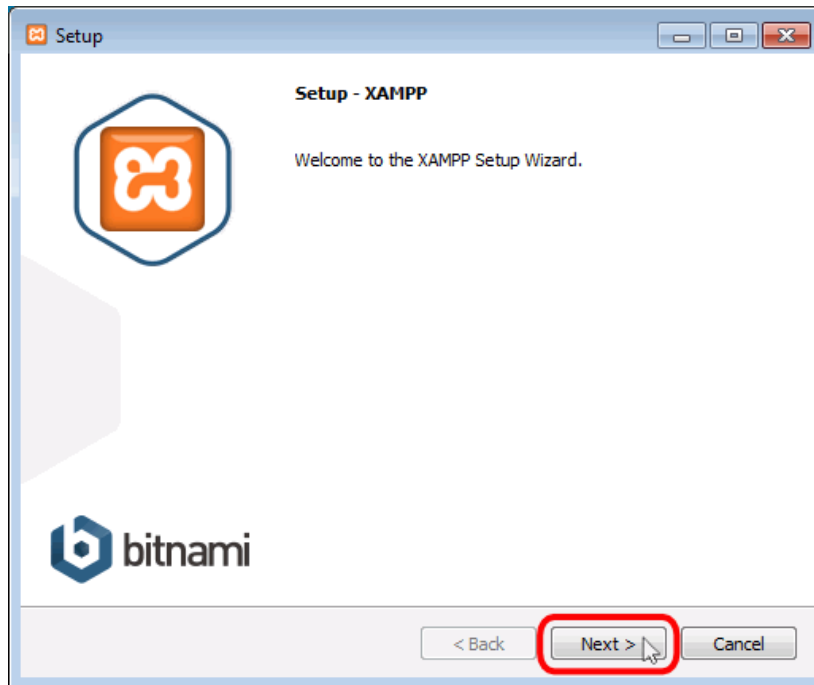 Setup
Setup - XAMPP
Welcome to the XAMPP Setup Wizard.
bitnami
< Back
Next >
Cancel